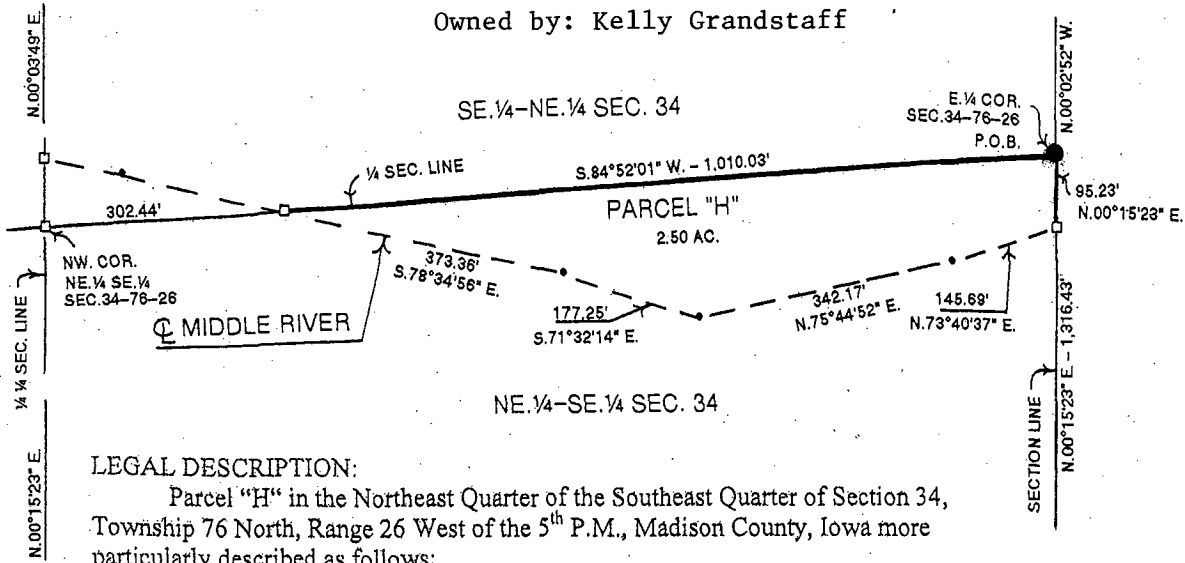 Owned by: Kelly Grandstaff
N.00°03'49" E.
N.00°02'52" W.
SE.¼–NE.¼ SEC. 34
E.¼ COR.
SEC.34–76–26
P.O.B.
¼ SEC. LINE
S.84°52'01" W. – 1,010.03'
95.23'
N.00°15'23" E.
302.44'
PARCEL "H"
2.50 AC.
NW. COR.
NE.¼ SE.¼
SEC.34–76–26
373.36'
S.78°34'56" E.
℄ MIDDLE RIVER
177.25'
S.71°32'14" E.
342.17'
N.75°44'52" E.
145.69'
N.73°40'37" E.
¼ ¼ SEC. LINE
N.00°15'23" E.
NE.¼–SE.¼ SEC. 34
SECTION LINE
N.00°15'23" E – 1,316.43"
LEGAL DESCRIPTION:
Parcel “H“ in the Northeast Quarter of the Southeast Quarter of Section 34,
Township 76 North, Range 26 West of the 5th P.M., Madison County, Iowa more
particularly described as follows: